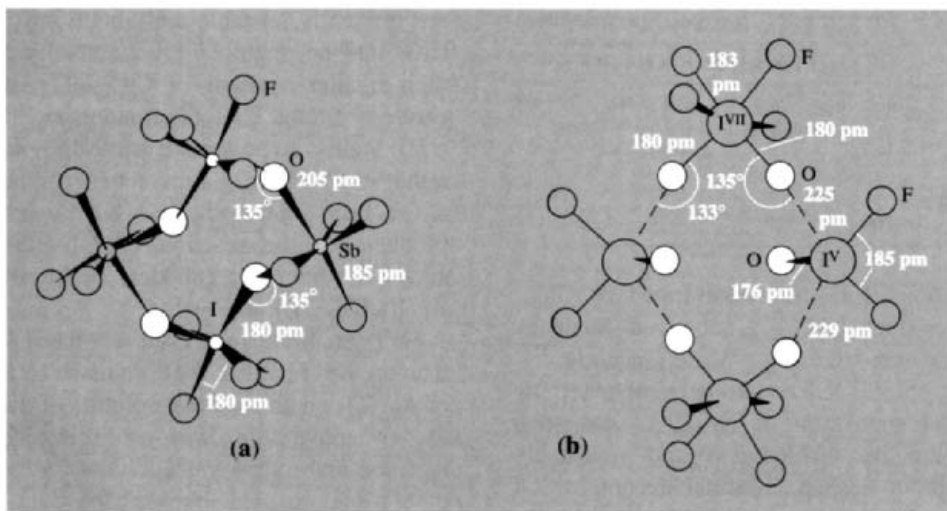 F
O
205 pm
135°
Sb
185 pm
135°
I
180 pm
180 pm
(a)
183
pm
F
I^VII
180 pm
180 pm
135°
O
133°
225
pm
F
O
I^V
185 pm
176 pm
229 pm
(b)